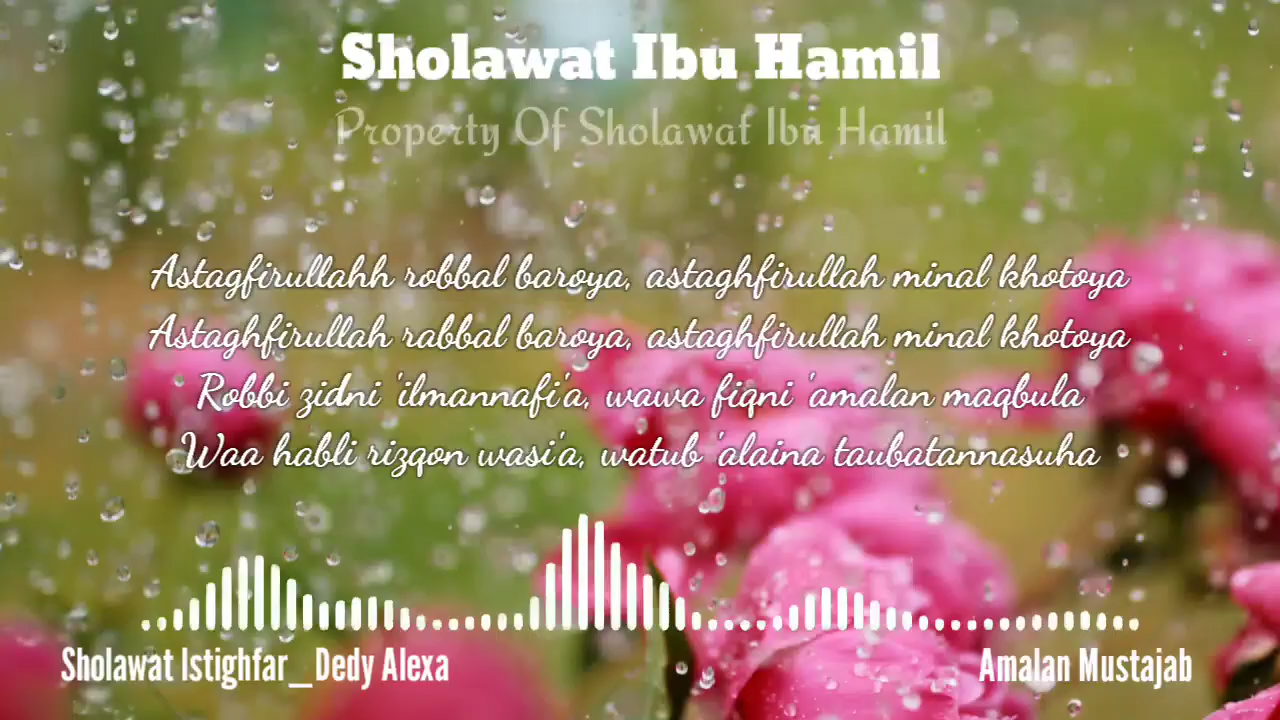 Sholawat Ibu Hamil
Property Of Sholawat Ibu Hamil
Astagfirullahh robbal baroya, astaghfirullah minal khotoya
Astaghfirullah rabbal baroya, astaghfirullah minal khotoya
Robbi zidni 'ilmannafi'a, wawa fiqni 'amalan maqbula
Waa habli rizqon wasi'a, watub 'alaina taubatannasuha
Sholawat Istighfar_Dedy Alexa
Amalan Mustajab